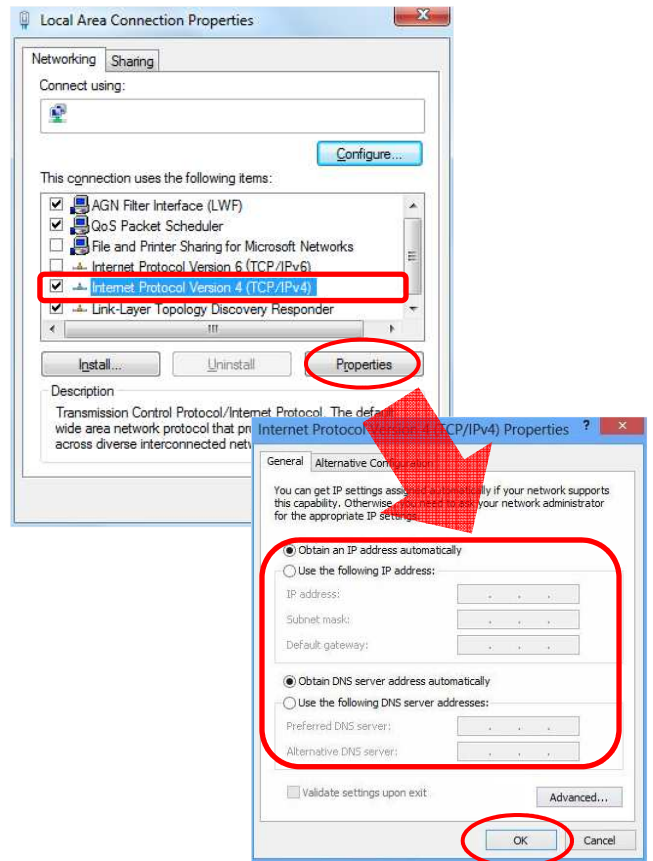 Local Area Connection Properties
Networking Sharing
Connect using:
Configure...
This connection uses the following items:
AGN Filter Interface (LWF)
QoS Packet Scheduler
File and Printer Sharing for Microsoft Networks
Internet Protocol Version 6 (TCP/IPv6)
Internet Protocol Version 4 (TCP/IPv4)
Link-Layer Topology Discovery Responder
Install... Uninstall Properties
Description
Transmission Control Protocol/Internet Protocol. The default
wide area network protocol that
across diverse interconnected
Internet Protocol Version 4 (TCP/IPv4) Properties ?
General Alternative Configuration
You can get IP settings assigned automatically if your network supports
this capability. Otherwise, you need to ask your network administrator
for the appropriate IP settings.
Obtain an IP address automatically
Use the following IP address:
IP address:
Subnet mask:
Default gateway:
Obtain DNS server address automatically
Use the following DNS server addresses:
Preferred DNS server:
Alternative DNS server:
Validate settings upon exit
Advanced...
OK Cancel